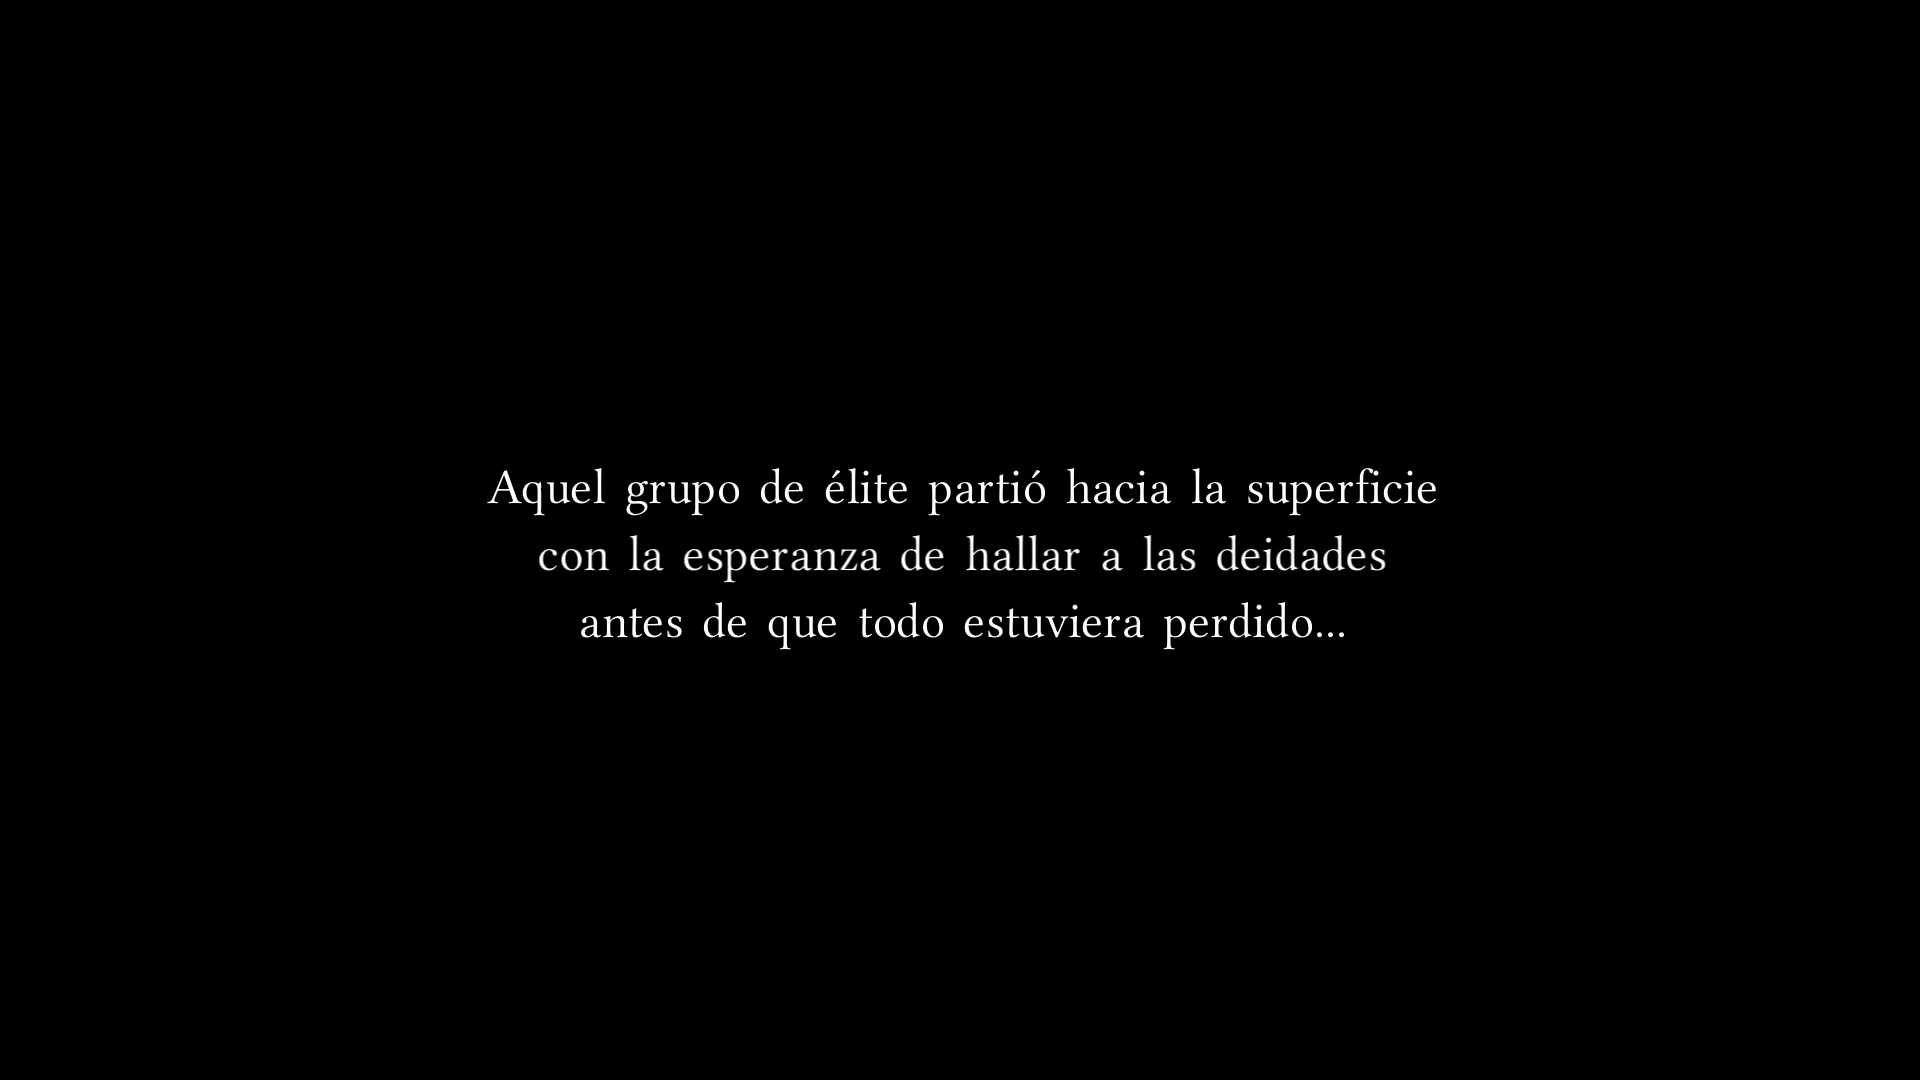 Aquel grupo de élite partió hacia la superficie
con la esperanza de hallar a las deidades
antes de que todo estuviera perdido...